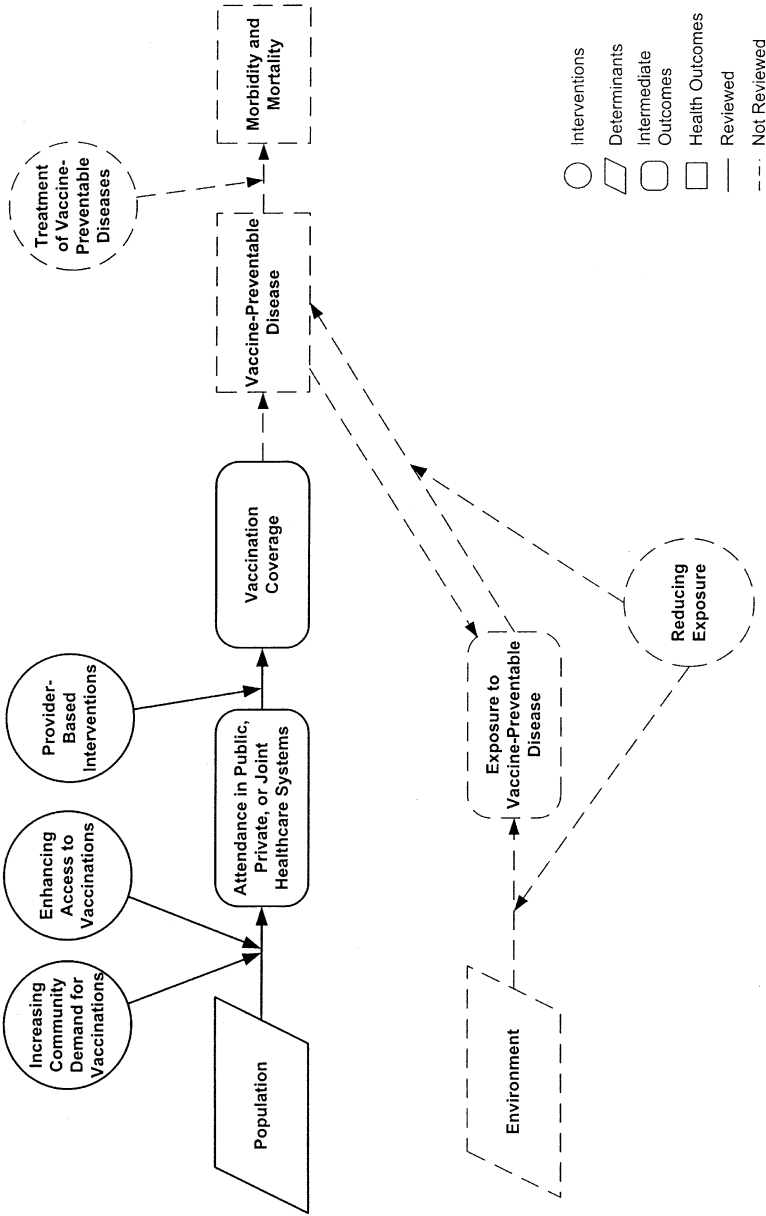 Increasing
Community
Demand for
Vaccinations
Enhancing
Access to
Vaccinations
Provider-
Based
Interventions
Treatment
of Vaccine-
Preventable
Diseases
Population
Attendance in Public,
Private, or Joint
Healthcare Systems
Vaccination
Coverage
Vaccine-Preventable
Disease
Morbidity and
Mortality
Environment
Exposure to
Vaccine-Preventable
Disease
Reducing
Exposure
Interventions
Determinants
Intermediate
Outcomes
Health Outcomes
Reviewed
Not Reviewed